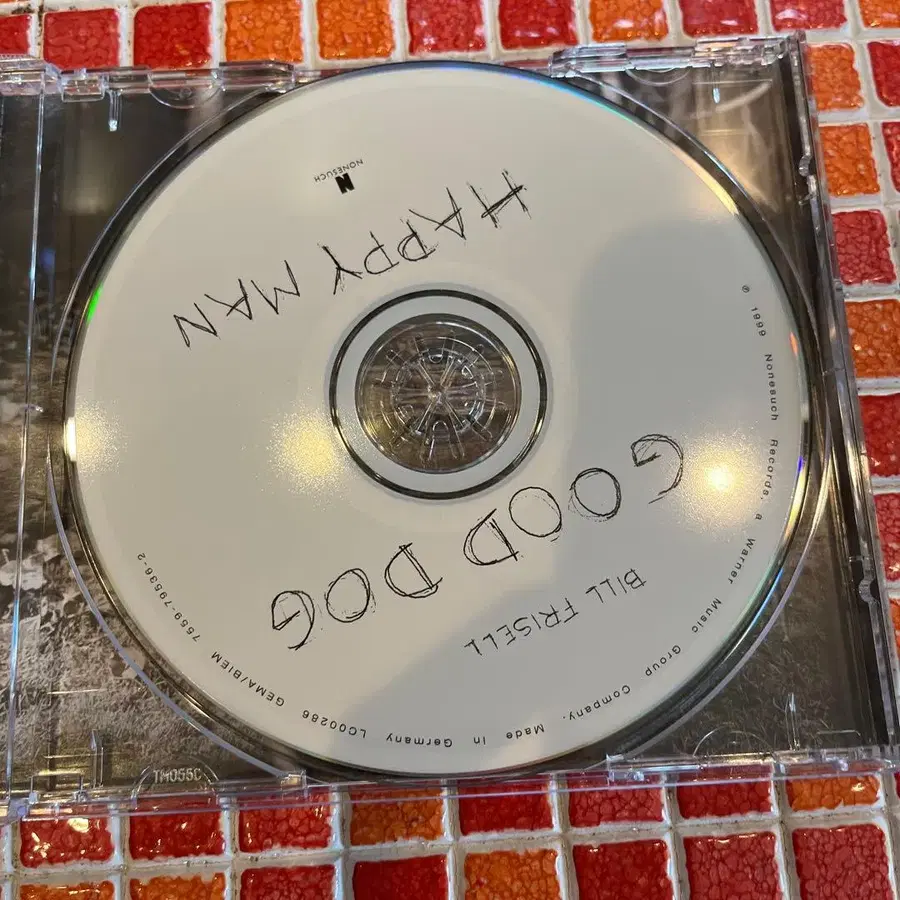 BILL FRISELL
GOOD DOG
HAPPY MAN
NONESUCH
℗ 1999 Nonesuch Records, a Warner Music Group Company. Made in Germany LC00286 GEMA/BIEM 7559-79536-2
TM055C